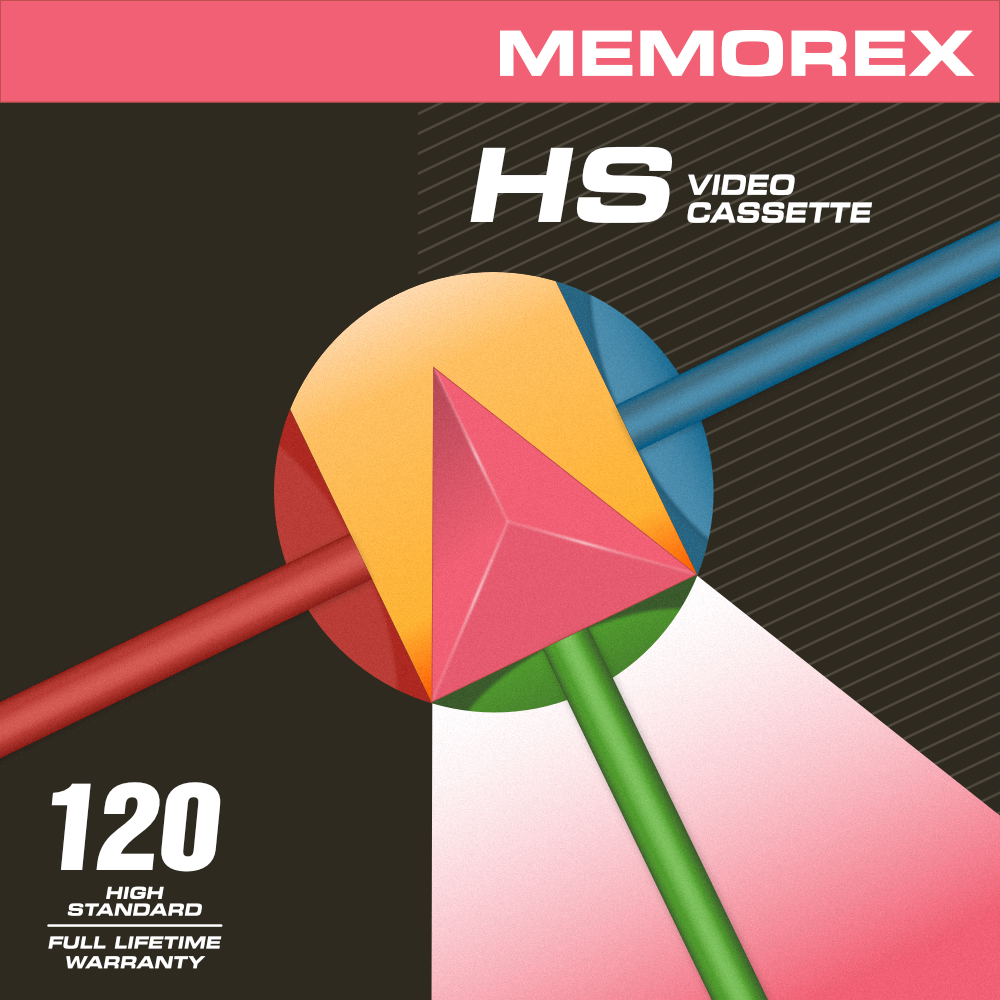 MEMOREX
HS
VIDEO
CASSETTE
120
HIGH
STANDARD
FULL LIFETIME
WARRANTY